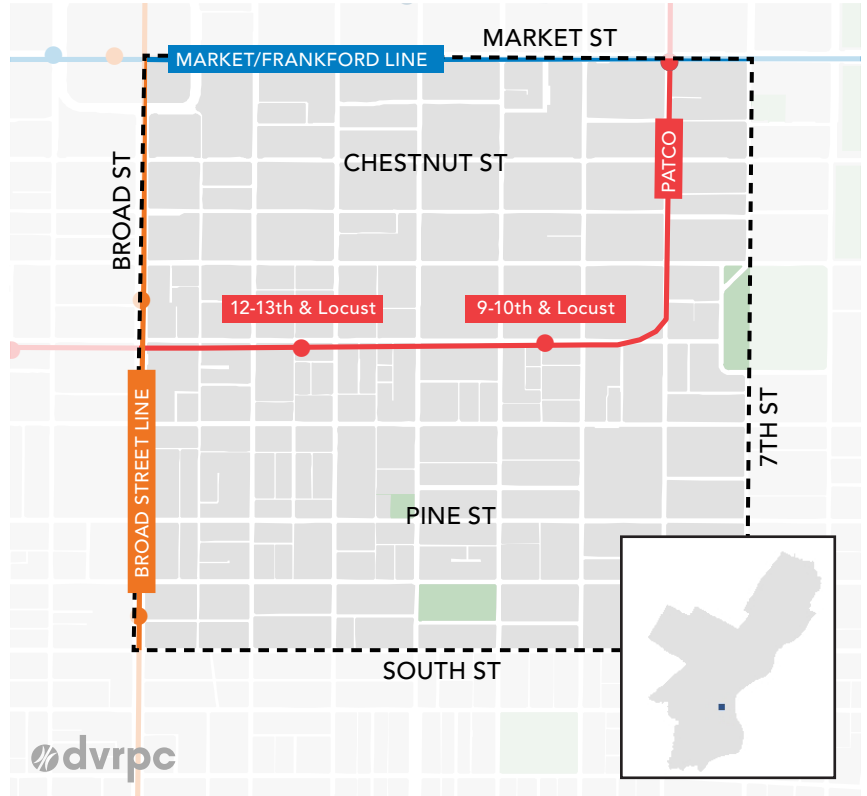 MARKET ST
MARKET/FRANKFORD LINE
CHESTNUT ST
PATCO
BROAD ST
12-13th & Locust
9-10th & Locust
BROAD STREET LINE
7TH ST
PINE ST
SOUTH ST
dvrpc